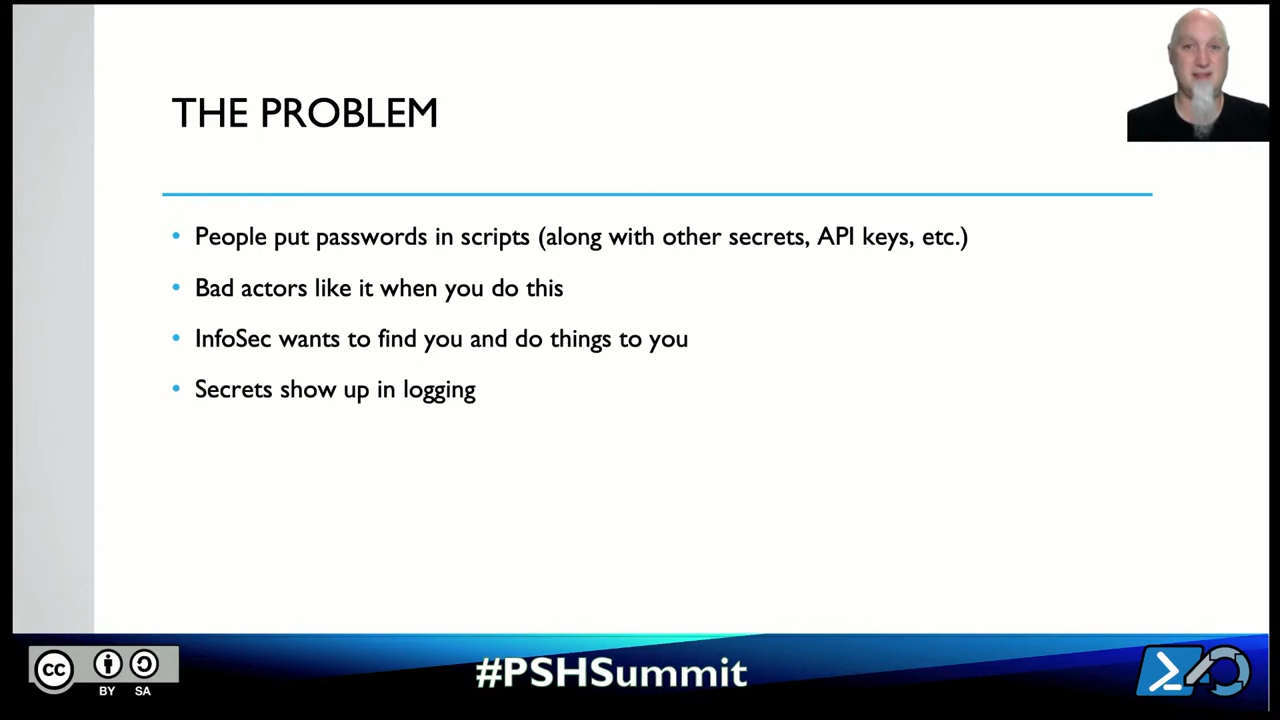 THE PROBLEM
• People put passwords in scripts (along with other secrets, API keys, etc.)
• Bad actors like it when you do this
• InfoSec wants to find you and do things to you
• Secrets show up in logging
cc
BY SA
#PSHSummit